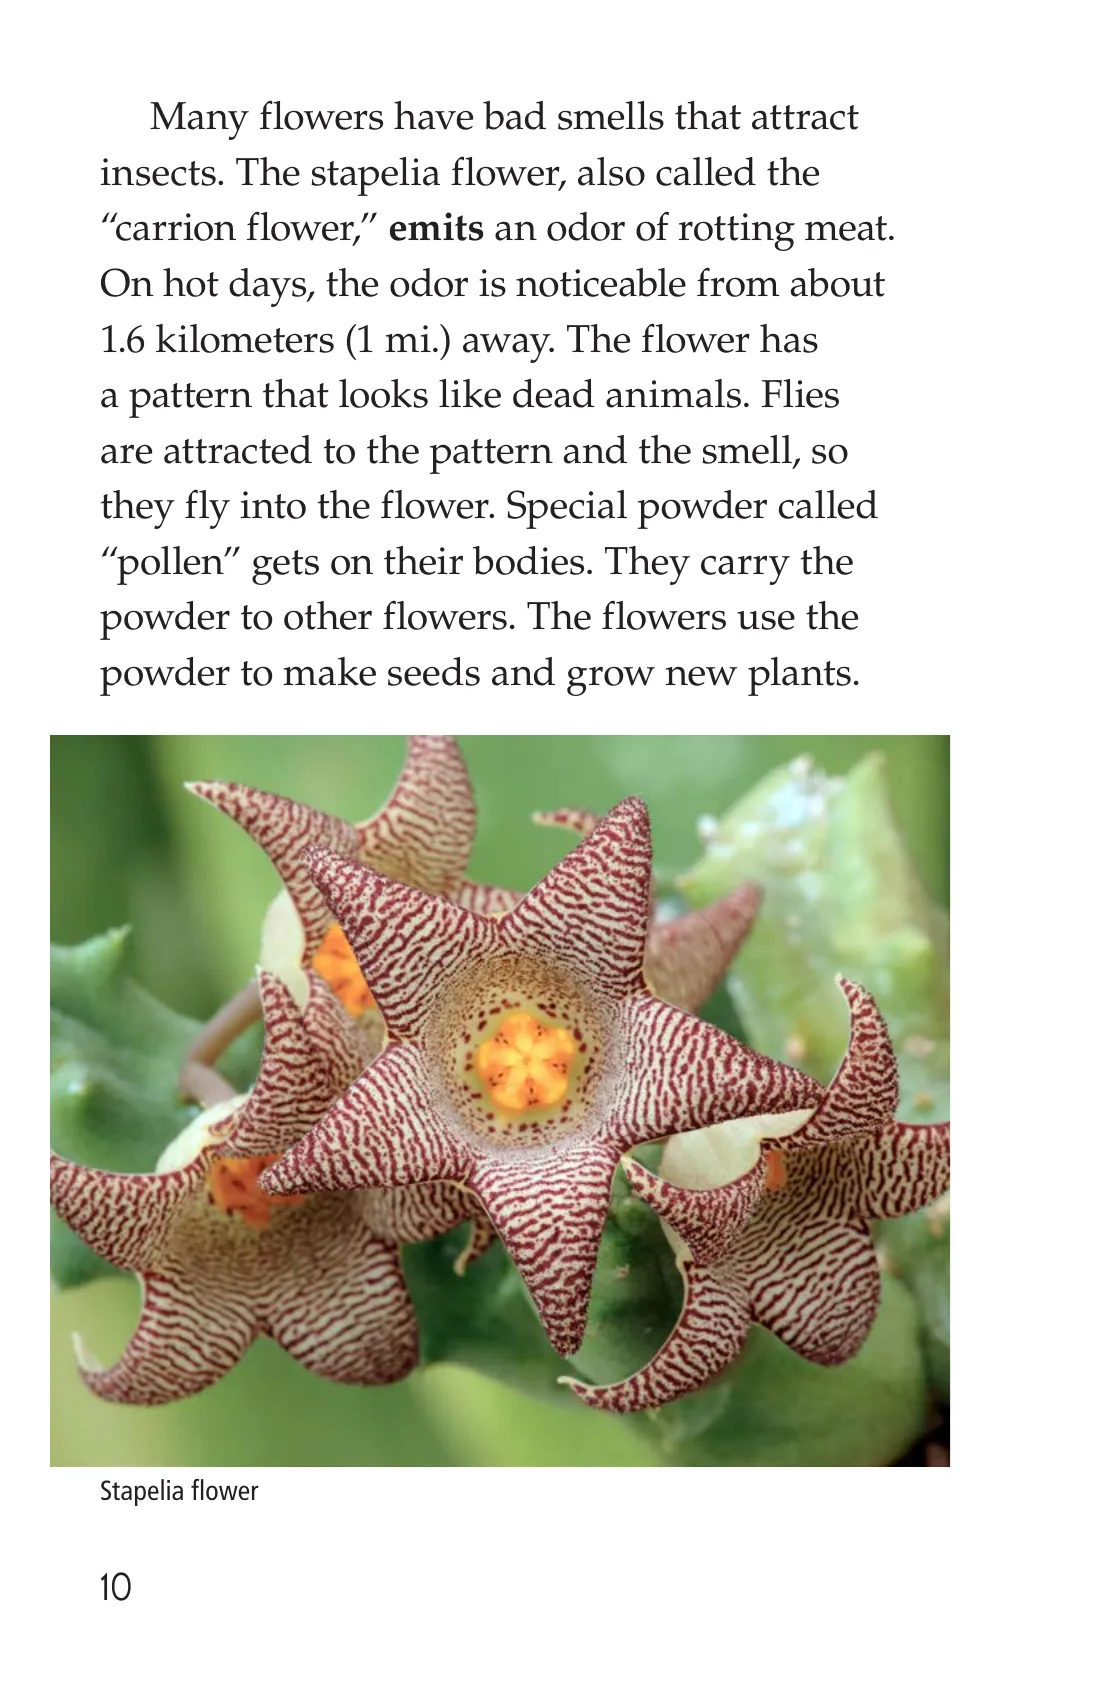 Many flowers have bad smells that attract
insects. The stapelia flower, also called the
“carrion flower,” emits an odor of rotting meat.
On hot days, the odor is noticeable from about
1.6 kilometers (1 mi.) away. The flower has
a pattern that looks like dead animals. Flies
are attracted to the pattern and the smell, so
they fly into the flower. Special powder called
“pollen” gets on their bodies. They carry the
powder to other flowers. The flowers use the
powder to make seeds and grow new plants.
Stapelia flower
10